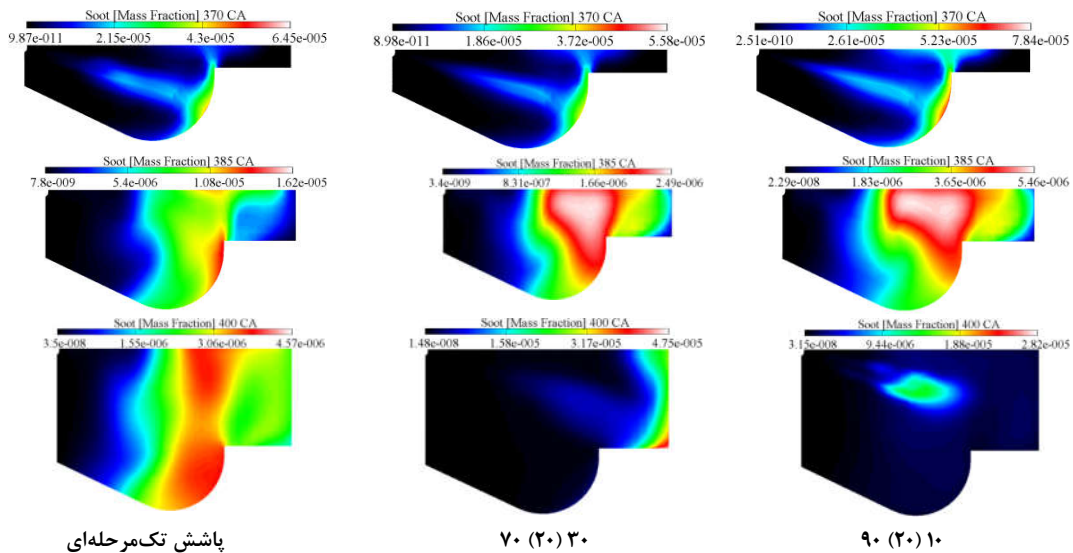 Soot [Mass Fraction] 370 CA
9.87e-011 2.15e-005 4.3e-005 6.45e-005
Soot [Mass Fraction] 370 CA
8.98e-011 1.86e-005 3.72e-005 5.58e-005
Soot [Mass Fraction] 370 CA
2.51e-010 2.61e-005 5.23e-005 7.84e-005
Soot [Mass Fraction] 385 CA
7.8e-009 5.4e-006 1.08e-005 1.62e-005
Soot [Mass Fraction] 385 CA
3.4e-009 8.31e-007 1.66e-006 2.49e-006
Soot [Mass Fraction] 385 CA
2.29e-008 1.83e-006 3.65e-006 5.46e-006
Soot [Mass Fraction] 400 CA
3.5e-008 1.55e-006 3.06e-006 4.57e-006
Soot [Mass Fraction] 400 CA
1.48e-008 1.58e-005 3.17e-005 4.75e-005
Soot [Mass Fraction] 400 CA
3.15e-008 9.44e-006 1.88e-005 2.82e-005
پاشش تک‌مرحله‌ای
۷۰ (۲۰) ۳۰
۹۰ (۲۰) ۱۰